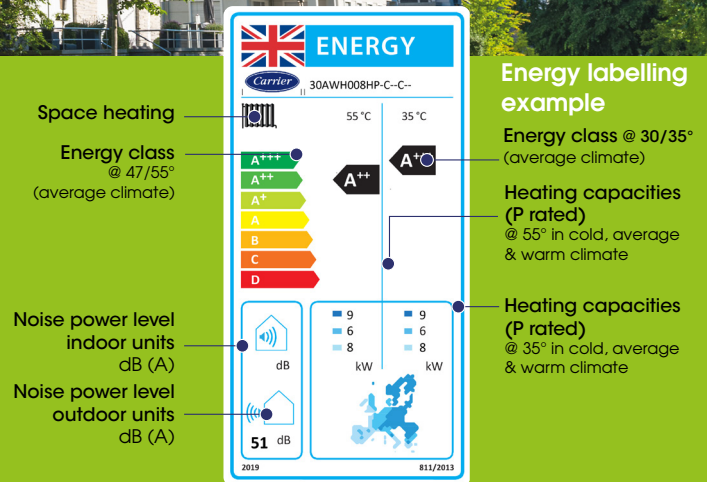 ENERGY
Carrier
30AWH008HP-C--C--
55 °C
35 °C
A+++
A++
A+
A
B
C
D
A++
9
6
8
kW
9
6
8
kW
dB
51 dB
2019
811/2013
Space heating
Energy class
@ 47/55°
(average climate)
Noise power level
indoor units
dB (A)
Noise power level
outdoor units
dB (A)
Energy labelling
example
Energy class @ 30/35°
(average climate)
Heating capacities
(P rated)
@ 55° in cold, average
& warm climate
Heating capacities
(P rated)
@ 35° in cold, average
& warm climate